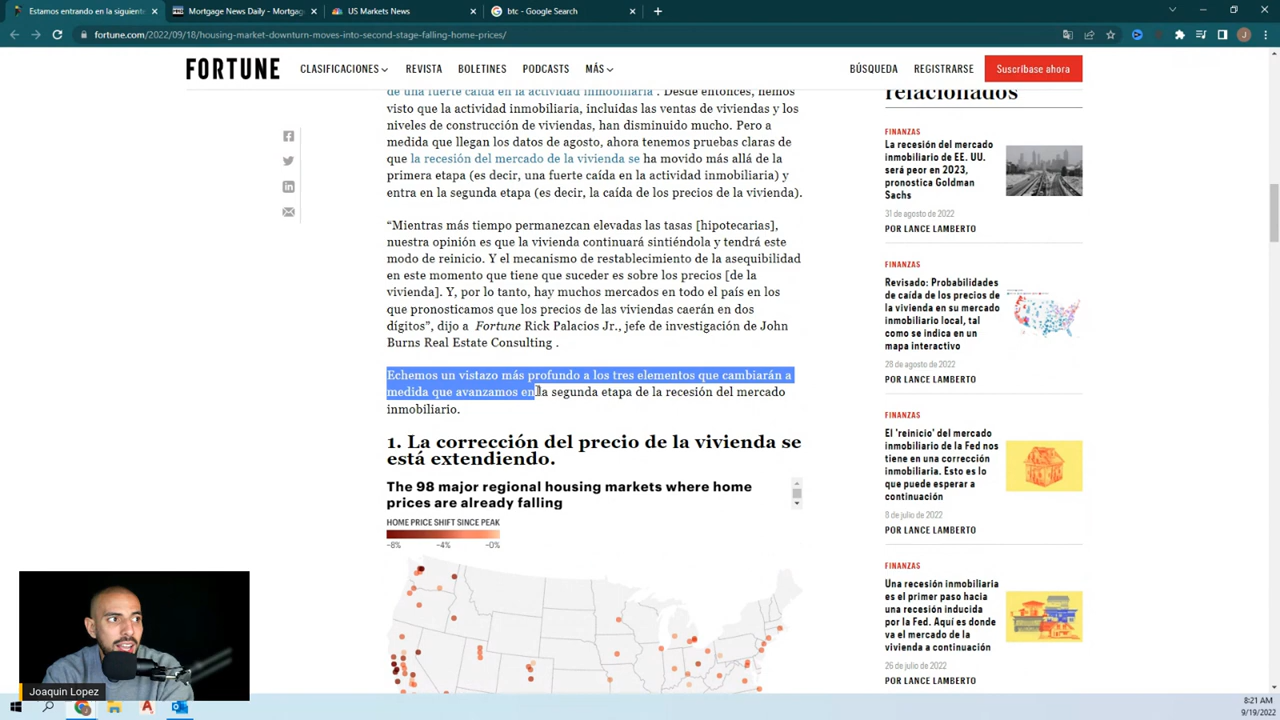 Estamos entrando en la siguiente
Mortgage News Daily - Mortgag
US Markets News
btc - Google Search
fortune.com/2022/09/18/housing-market-downturn-moves-into-second-stage-falling-home-prices/
FORTUNE
CLASIFICACIONES
REVISTA
BOLETINES
PODCASTS
MÁS
BÚSQUEDA
REGISTRARSE
Suscríbase ahora
de una fuerte caída en la actividad inmobiliaria . Desde entonces, hemos
visto que la actividad inmobiliaria, incluidas las ventas de viviendas y los
niveles de construcción de viviendas, han disminuido mucho. Pero a
medida que llegan los datos de agosto, ahora tenemos pruebas claras de
que la recesión del mercado de la vivienda se ha movido más allá de la
primera etapa (es decir, una fuerte caída en la actividad inmobiliaria) y
entra en la segunda etapa (es decir, la caída de los precios de la vivienda).
“Mientras más tiempo permanezcan elevadas las tasas [hipotecarias],
nuestra opinión es que la vivienda continuará sintiéndola y tendrá este
modo de reinicio. Y el mecanismo de restablecimiento de la asequibilidad
en este momento que tiene que suceder es sobre los precios [de la
vivienda]. Y, por lo tanto, hay muchos mercados en todo el país en los
que pronosticamos que los precios de las viviendas caerán en dos
dígitos”, dijo a Fortune Rick Palacios Jr., jefe de investigación de John
Burns Real Estate Consulting .
Echemos un vistazo más profundo a los tres elementos que cambiarán a
medida que avanzamos en la segunda etapa de la recesión del mercado
inmobiliario.
1. La corrección del precio de la vivienda se
está extendiendo.
The 98 major regional housing markets where home
prices are already falling
HOME PRICE SHIFT SINCE PEAK
-8% -4% -0%
relacionados
FINANZAS
La recesión del mercado
inmobiliario de EE. UU.
será peor en 2023,
pronostica Goldman
Sachs
31 de agosto de 2022
POR LANCE LAMBERTO
FINANZAS
Revisado: Probabilidades
de caída de los precios de
la vivienda en su mercado
inmobiliario local, tal
como se indica en un
mapa interactivo
28 de agosto de 2022
POR LANCE LAMBERTO
FINANZAS
El 'reinicio' del mercado
inmobiliario de la Fed nos
tiene en una corrección
inmobiliaria. Esto es lo
que puede esperar a
continuación
8 de julio de 2022
POR LANCE LAMBERTO
FINANZAS
Una recesión inmobiliaria
es el primer paso hacia
una recesión inducida
por la Fed. Aquí es donde
va el mercado de la
vivienda a continuación
26 de julio de 2022
POR LANCE LAMBERTO
Joaquin Lopez
8:21 AM
9/19/2022